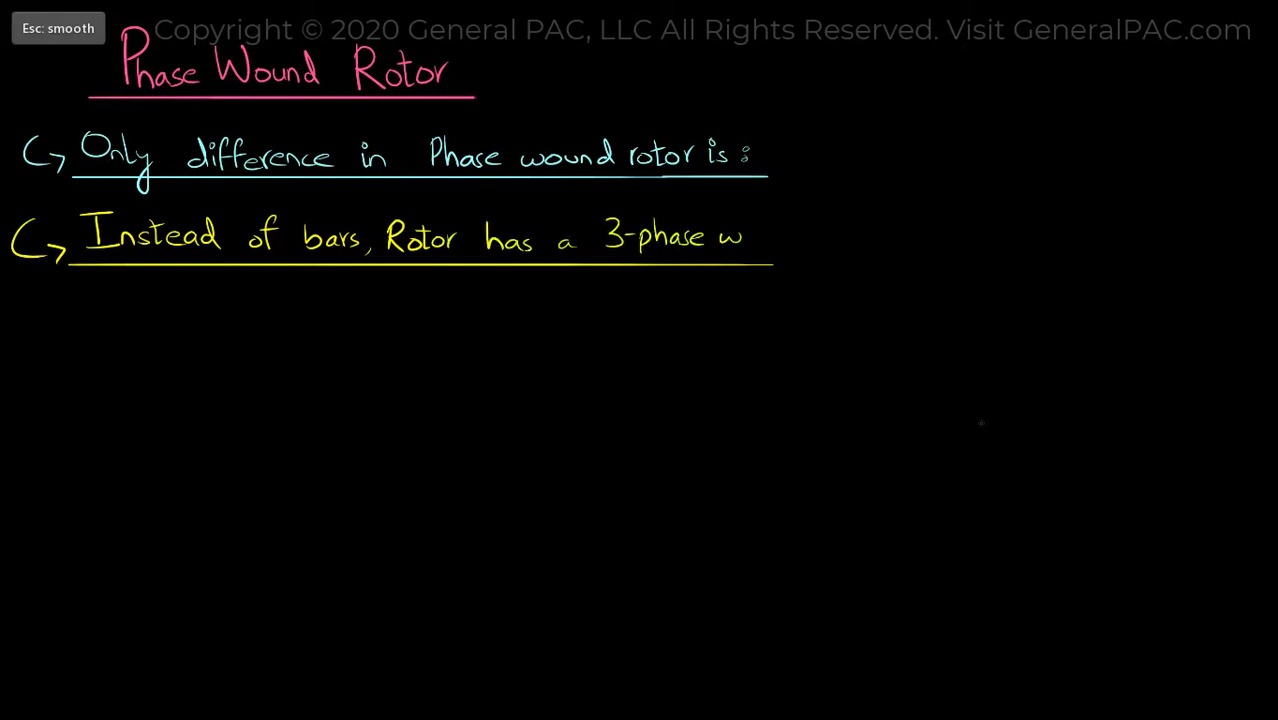 Esc: smooth
Copyright © 2020 General PAC, LLC All Rights Reserved. Visit GeneralPAC.com
Phase Wound Rotor
Only difference in Phase wound rotor is :
Instead of bars, Rotor has a 3-phase w